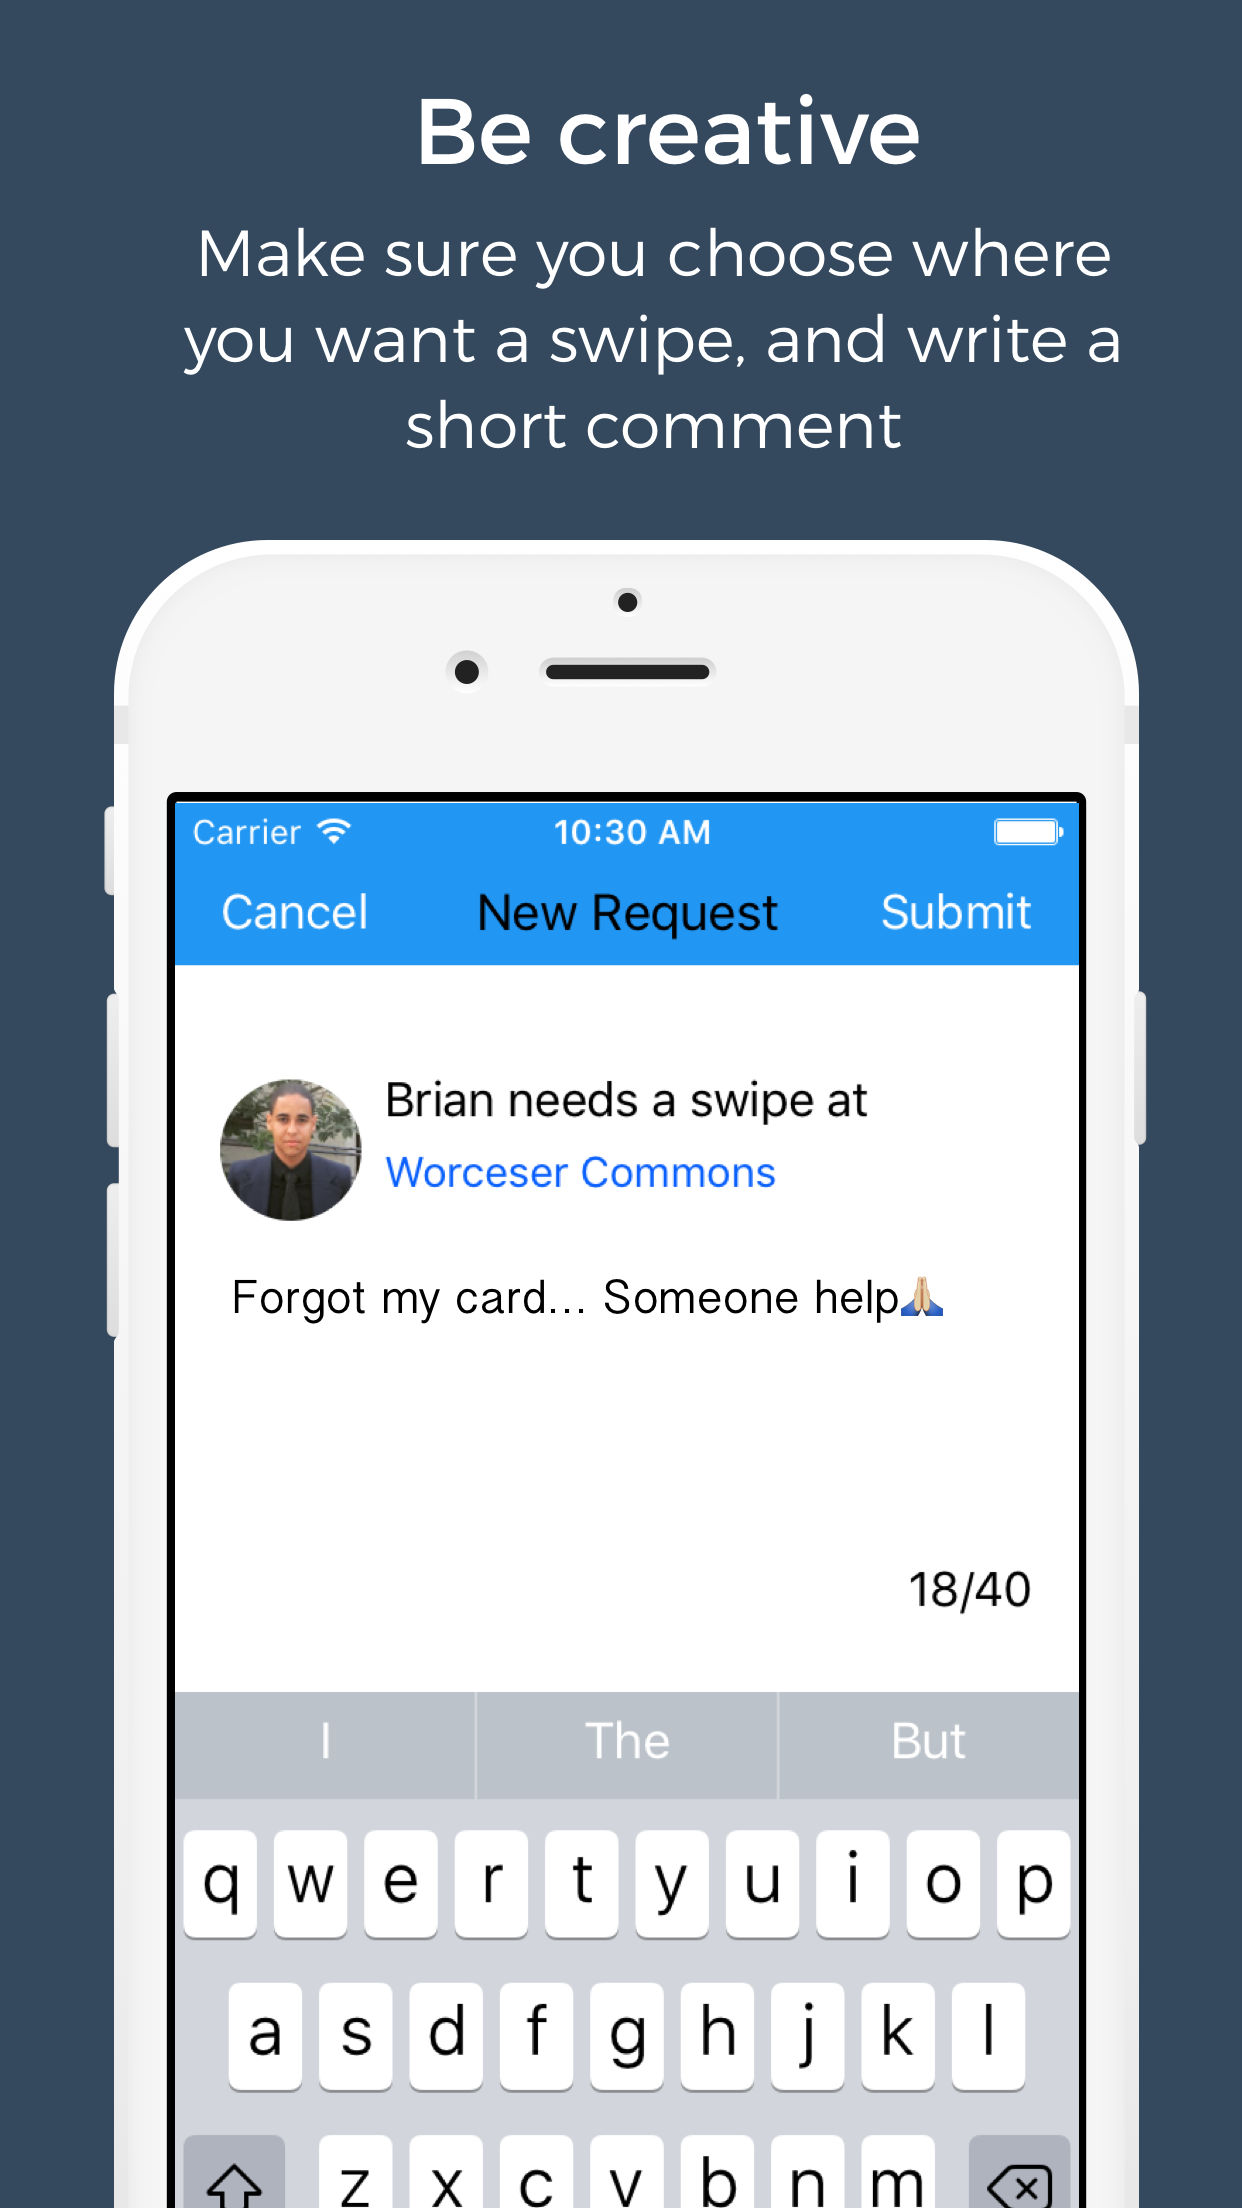 Be creative
Make sure you choose where
you want a swipe, and write a
short comment
Carrier 10:30 AM
Cancel New Request Submit
Brian needs a swipe at
Worceser Commons
Forgot my card... Someone help🙏🏼
18/40
I The But
q w e r t y u i o p
a s d f g h j k l
z x c v b n m